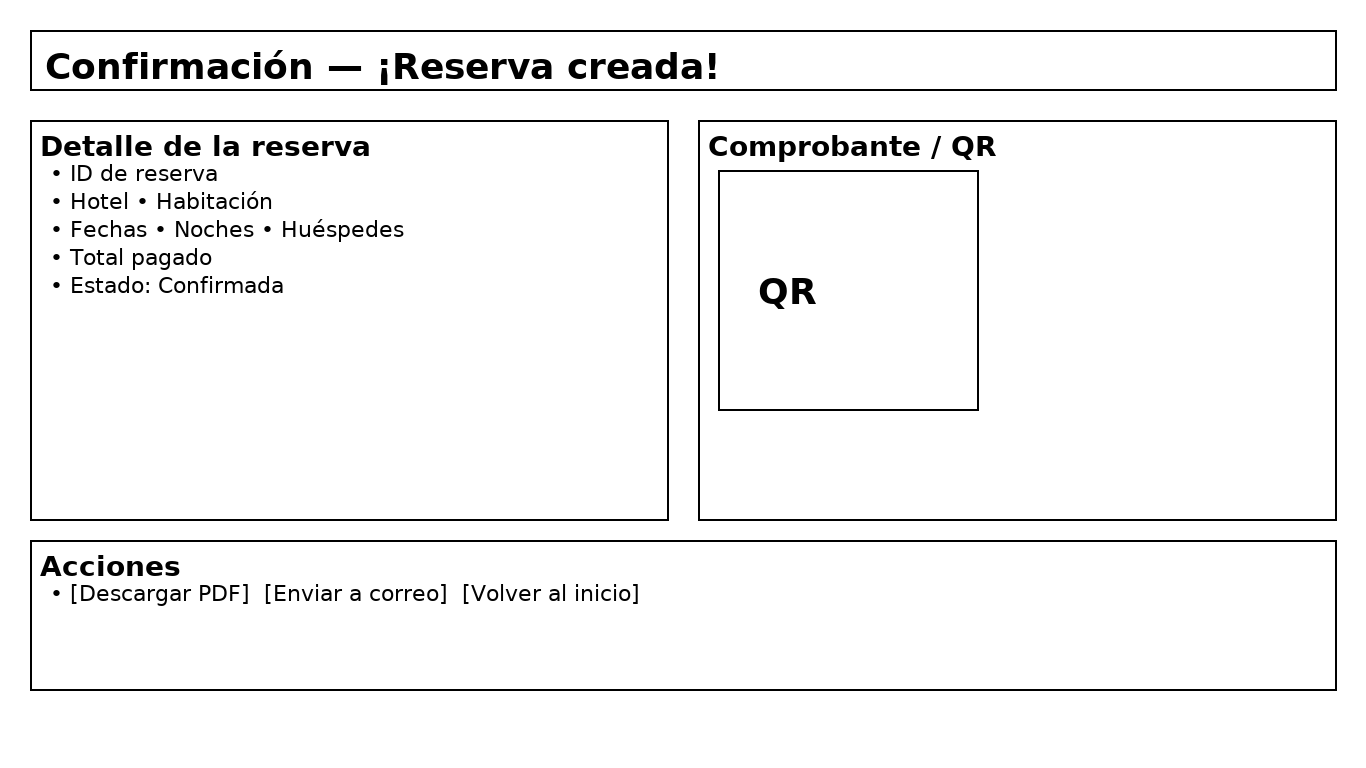 Confirmación — ¡Reserva creada!
Detalle de la reserva
• ID de reserva
• Hotel • Habitación
• Fechas • Noches • Huéspedes
• Total pagado
• Estado: Confirmada
Comprobante / QR
QR
Acciones
• [Descargar PDF]  [Enviar a correo]  [Volver al inicio]